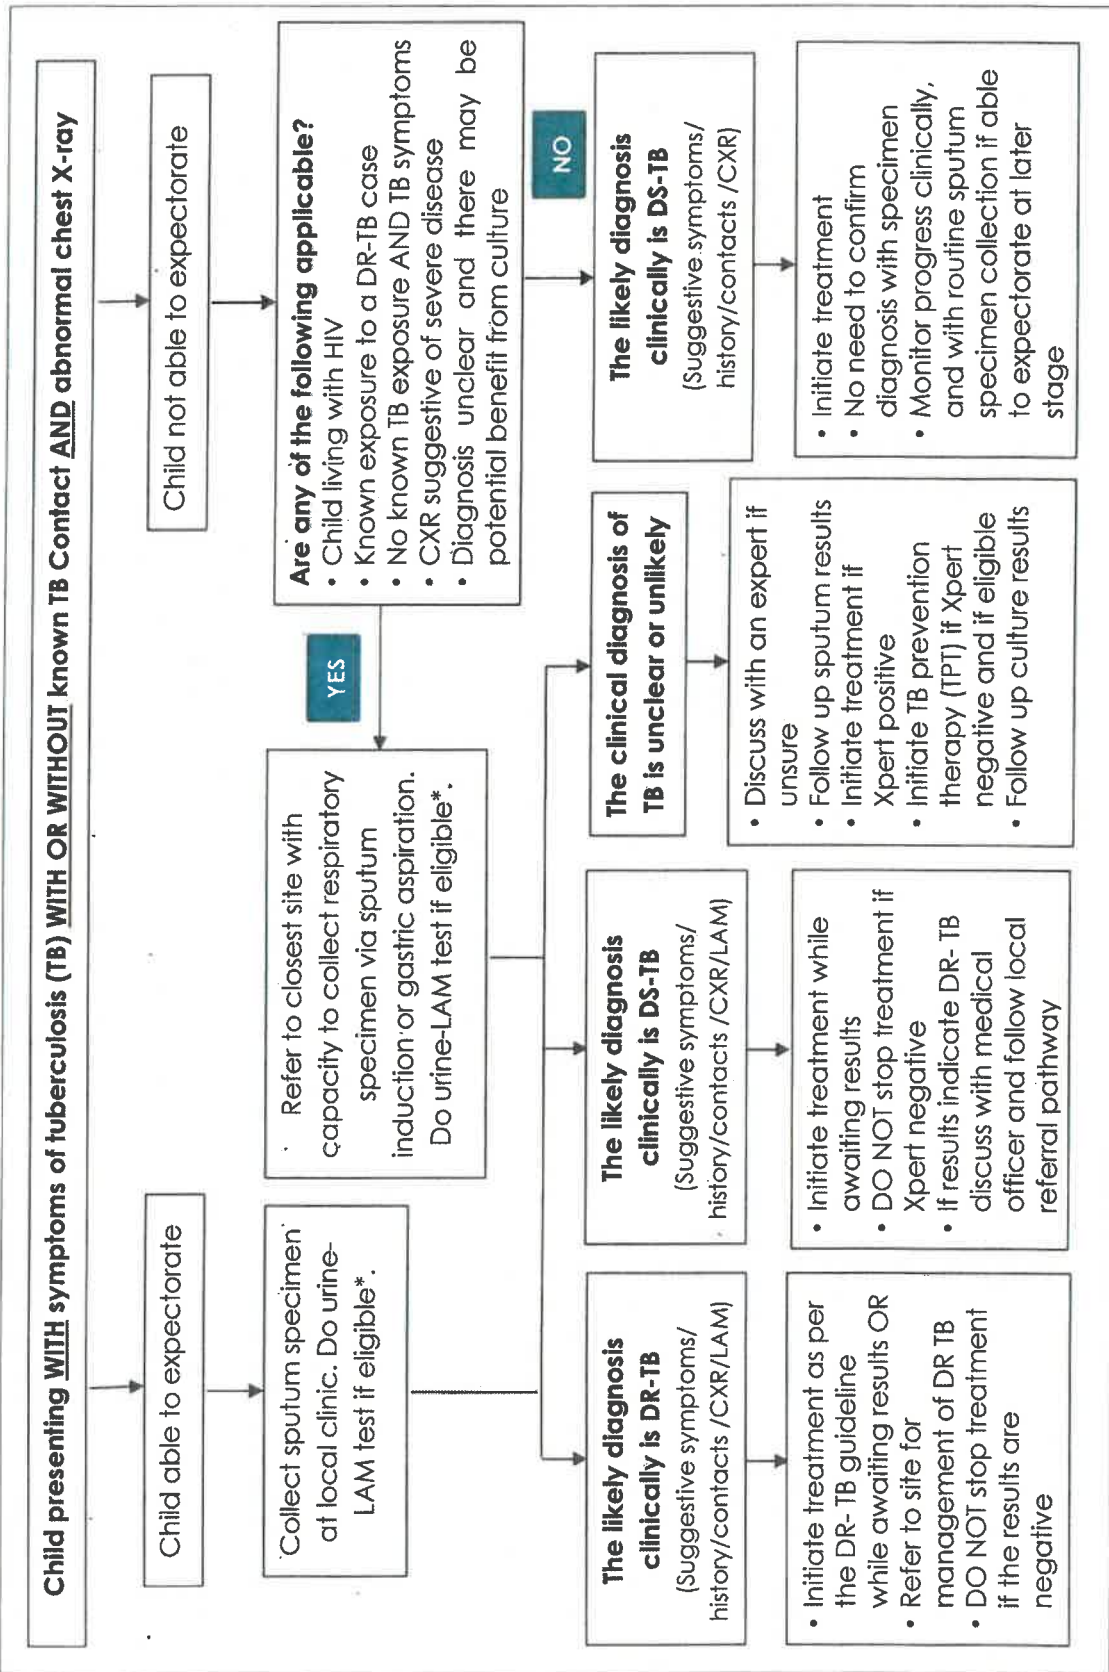 Child presenting WITH symptoms of tuberculosis (TB) WITH OR WITHOUT known TB Contact AND abnormal chest X-ray
Child able to expectorate
Child not able to expectorate
Collect sputum specimen
at local clinic. Do urine-
LAM test if eligible*.
Refer to closest site with
capacity to collect respiratory
specimen via sputum
induction or gastric aspiration.
Do urine-LAM test if eligible*.
YES
Are any of the following applicable?
• Child living with HIV
• Known exposure to a DR-TB case
• No known TB exposure AND TB symptoms
• CXR suggestive of severe disease
• Diagnosis unclear and there may be
potential benefit from culture
NO
The likely diagnosis
clinically is DR-TB
(Suggestive symptoms/
history/contacts /CXR/LAM)
The likely diagnosis
clinically is DS-TB
(Suggestive symptoms/
history/contacts /CXR/LAM)
The clinical diagnosis of
TB is unclear or unlikely
The likely diagnosis
clinically is DS-TB
(Suggestive symptoms/
history/contacts /CXR)
• Initiate treatment as per
the DR- TB guideline
while awaiting results OR
• Refer to site for
management of DR TB
• DO NOT stop treatment
if the results are
negative
• Initiate treatment while
awaiting results
• DO NOT stop treatment if
Xpert negative
• If results indicate DR- TB
discuss with medical
officer and follow local
referral pathway
• Discuss with an expert if
unsure
• Follow up sputum results
• Initiate treatment if
Xpert positive
• Initiate TB prevention
therapy (TPT) if Xpert
negative and if eligible
• Follow up culture results
• Initiate treatment
• No need to confirm
diagnosis with specimen
• Monitor progress clinically,
and with routine sputum
specimen collection if able
to expectorate at later
stage